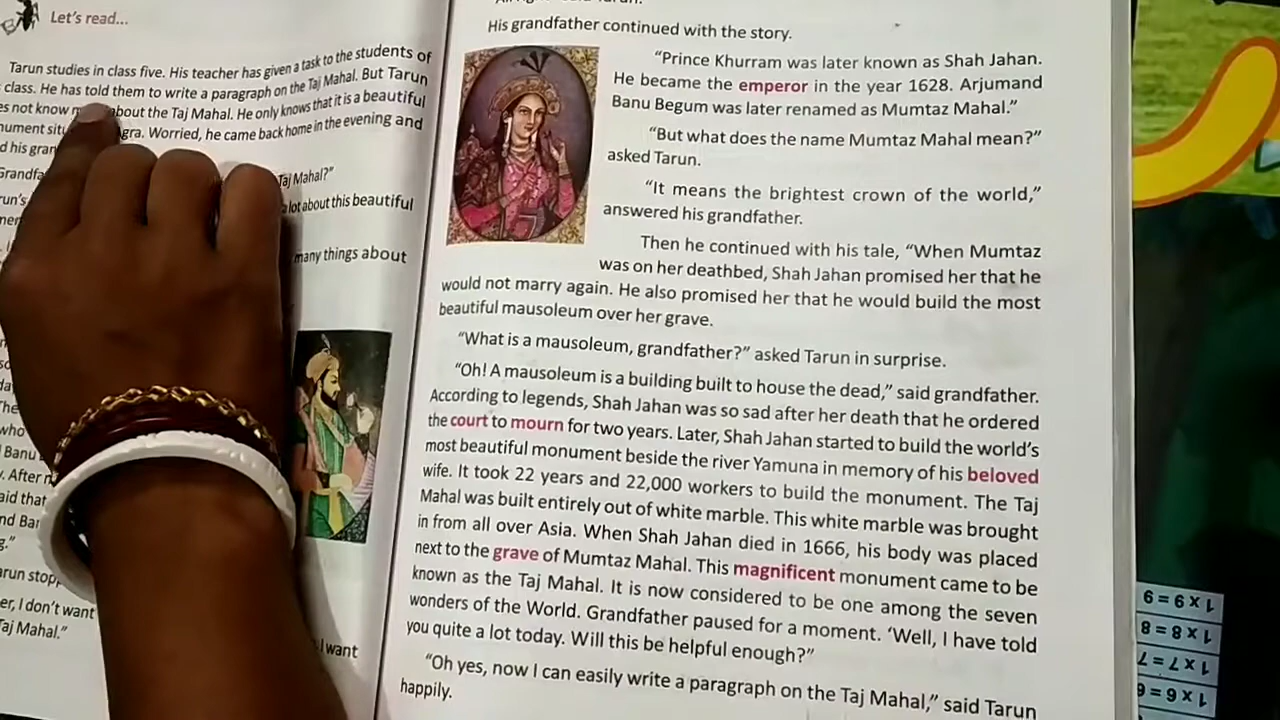 Let's read...
Tarun studies in class five. His teacher has given a task to the students of
class. He has told them to write a paragraph on the Taj Mahal. But Tarun
not know about the Taj Mahal. He only knows that it is a beautiful
Worried, he came back home in the evening and
his
Taj Mahal?"
a lot about this beautiful
many things about
who
Banu
After
that
"
er, I don't want
Taj Mahal."
I want
His grandfather continued with the story.
"Prince Khurram was later known as Shah Jahan.
He became the emperor in the year 1628. Arjumand
Banu Begum was later renamed as Mumtaz Mahal."
"But what does the name Mumtaz Mahal mean?"
asked Tarun.
"It means the brightest crown of the world,"
answered his grandfather.
Then he continued with his tale, "When Mumtaz
was on her deathbed, Shah Jahan promised her that he
would not marry again. He also promised her that he would build the most
beautiful mausoleum over her grave.
"What is a mausoleum, grandfather?" asked Tarun in surprise.
"Oh! A mausoleum is a building built to house the dead," said grandfather.
According to legends, Shah Jahan was so sad after her death that he ordered
the court to mourn for two years. Later, Shah Jahan started to build the world's
most beautiful monument beside the river Yamuna in memory of his beloved
wife. It took 22 years and 22,000 workers to build the monument. The Taj
Mahal was built entirely out of white marble. This white marble was brought
in from all over Asia. When Shah Jahan died in 1666, his body was placed
next to the grave of Mumtaz Mahal. This magnificent monument came to be
known as the Taj Mahal. It is now considered to be one among the seven
wonders of the World. Grandfather paused for a moment. 'Well, I have told
you quite a lot today. Will this be helpful enough?"
"Oh yes, now I can easily write a paragraph on the Taj Mahal," said Tarun
happily.
1 x 9 = 9
1 x 8 = 8
1 x 7 = 7
1 x 6 = 6